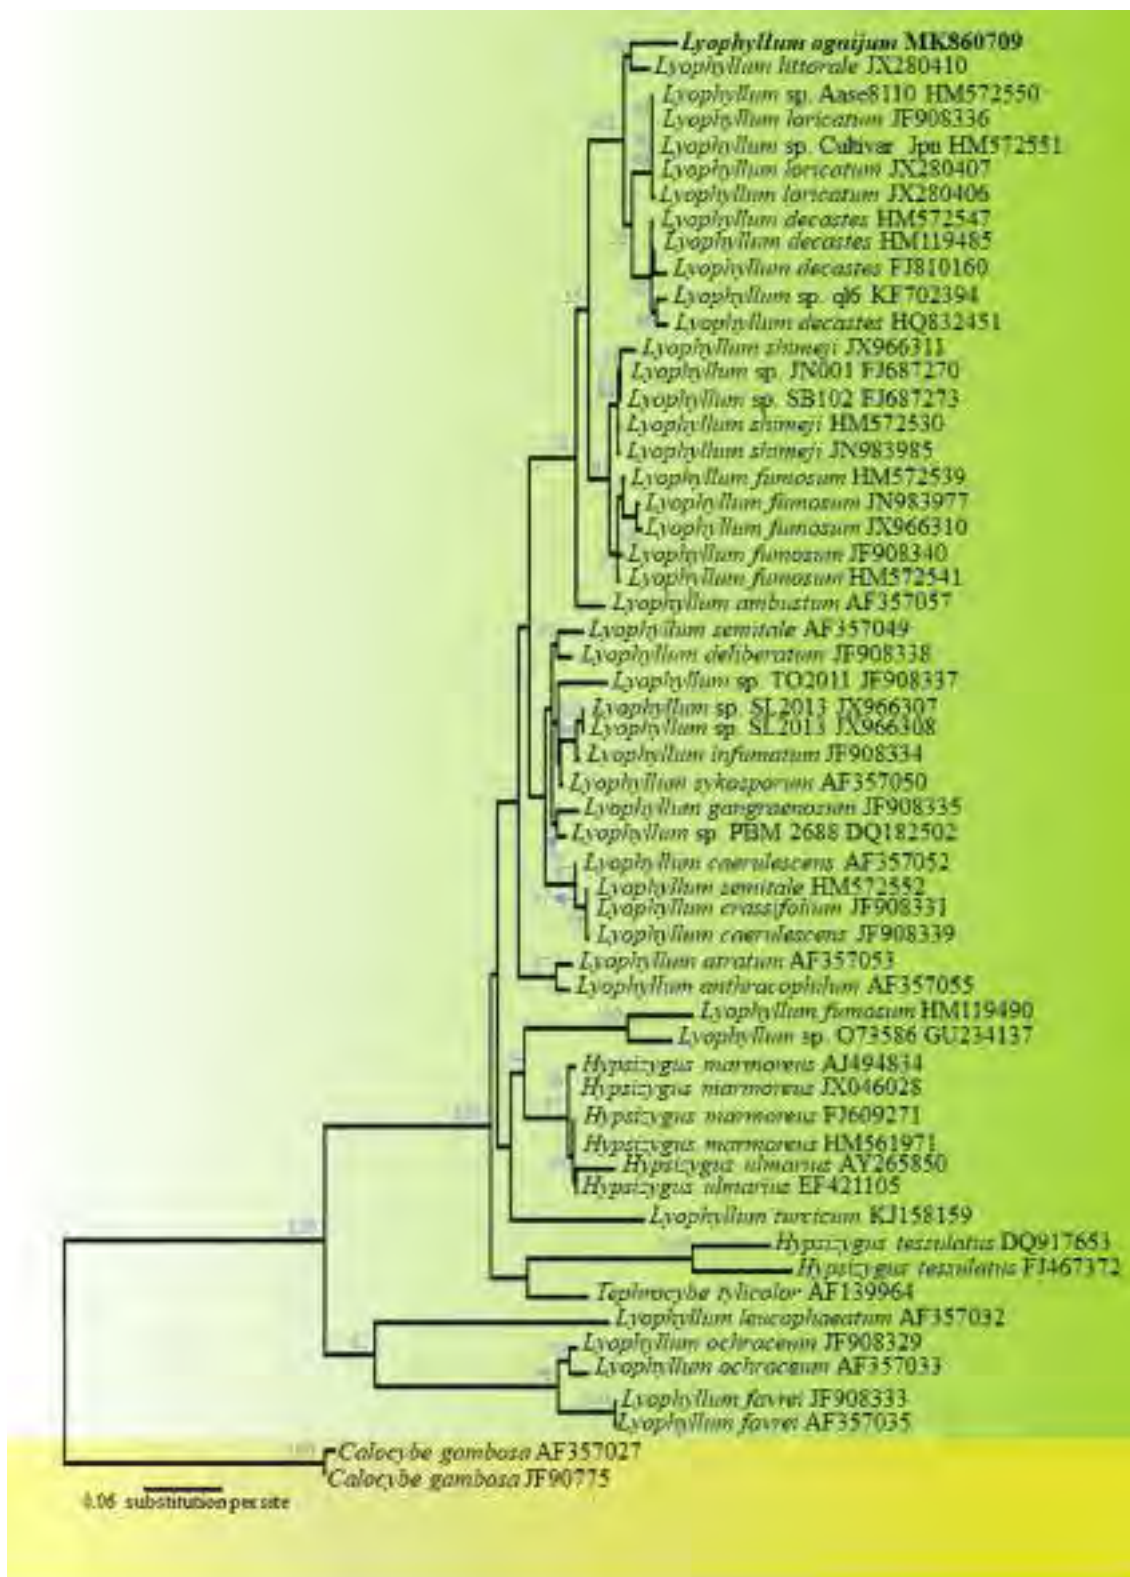 Lyophyllum agaijum MK860709
Lyophyllum littorale JX280410
Lyophyllum sp. Aase8110 HM572550
Lyophyllum loricatum JF908336
Lyophyllum sp. Cultivar Jpn HM572551
Lyophyllum loricatum JX280407
Lyophyllum loricatum JX280406
Lyophyllum decastes HM572547
Lyophyllum decastes HM119485
Lyophyllum decastes FJ810160
Lyophyllum sp. ql6 KF702394
Lyophyllum decastes HQ832451
Lyophyllum shimeji JX966311
Lyophyllum sp. JN001 FJ687270
Lyophyllum sp. SB102 FJ687273
Lyophyllum shimeji HM572530
Lyophyllum shimeji JN983985
Lyophyllum fumosum HM572539
Lyophyllum fumosum JN983977
Lyophyllum fumosum JX966310
Lyophyllum fumosum JF908340
Lyophyllum fumosum HM572541
Lyophyllum ambustum AF357057
Lyophyllum semitale AF357049
Lyophyllum deliberatum JF908338
Lyophyllum sp. TO2011 JF908337
Lyophyllum sp. SL2013 JX966307
Lyophyllum sp. SL2013 JX966308
Lyophyllum infumatum JF908334
Lyophyllum sykosporum AF357050
Lyophyllum gangraenosum JF908335
Lyophyllum sp. PBM 2688 DQ182502
Lyophyllum caerulescens AF357052
Lyophyllum semitale HM572552
Lyophyllum crassifolium JF908331
Lyophyllum caerulescens JF908339
Lyophyllum atratum AF357053
Lyophyllum anthracophilum AF357055
Lyophyllum fumosum HM119490
Lyophyllum sp. O73586 GU234137
Hypsizygus marmoreus AJ494834
Hypsizygus marmoreus JX046028
Hypsizygus marmoreus FJ609271
Hypsizygus marmoreus HM561971
Hypsizygus ulmarius AY265850
Hypsizygus ulmarius EF421105
Lyophyllum turcicum KJ158159
Hypsizygus tessulatus DQ917653
Hypsizygus tessulatus FJ467372
Tephrocybe tylicolor AF139964
Lyophyllum leucophaeatum AF357032
Lyophyllum ochraceum JF908329
Lyophyllum ochraceum AF357033
Lyophyllum favrei JF908333
Lyophyllum favrei AF357035
Calocybe gambosa AF357027
Calocybe gambosa JF90775
0.06 substitution per site